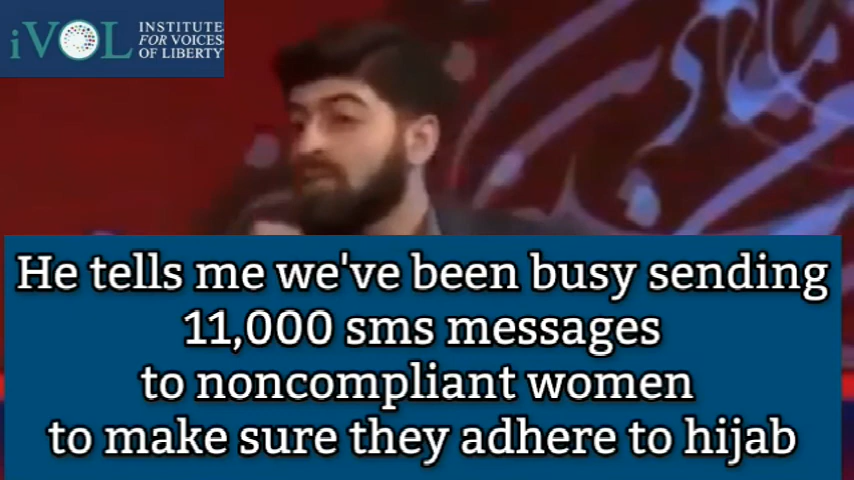 iVOL
INSTITUTE
FOR VOICES
OF LIBERTY
He tells me we've been busy sending
11,000 sms messages
to noncompliant women
to make sure they adhere to hijab